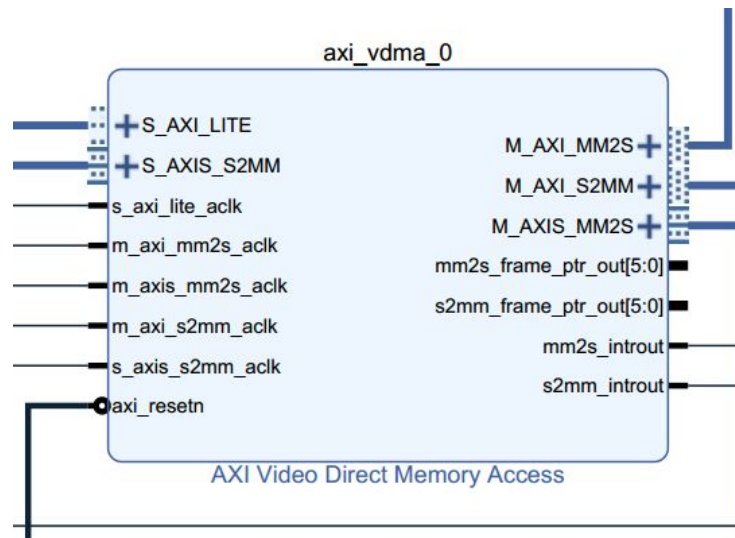 axi_vdma_0
S_AXI_LITE
S_AXIS_S2MM
s_axi_lite_aclk
m_axi_mm2s_aclk
m_axis_mm2s_aclk
m_axi_s2mm_aclk
s_axis_s2mm_aclk
axi_resetn
M_AXI_MM2S
M_AXI_S2MM
M_AXIS_MM2S
mm2s_frame_ptr_out[5:0]
s2mm_frame_ptr_out[5:0]
mm2s_introut
s2mm_introut
AXI Video Direct Memory Access